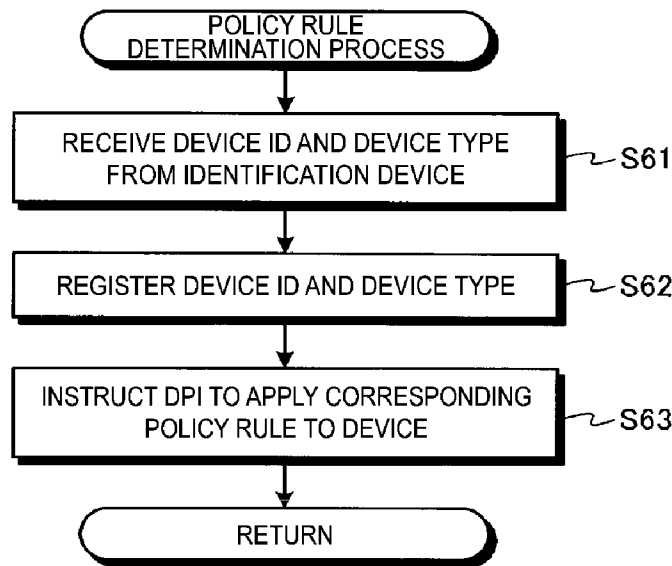 POLICY RULE
DETERMINATION PROCESS
RECEIVE DEVICE ID AND DEVICE TYPE
FROM IDENTIFICATION DEVICE
S61
REGISTER DEVICE ID AND DEVICE TYPE
S62
INSTRUCT DPI TO APPLY CORRESPONDING
POLICY RULE TO DEVICE
S63
RETURN